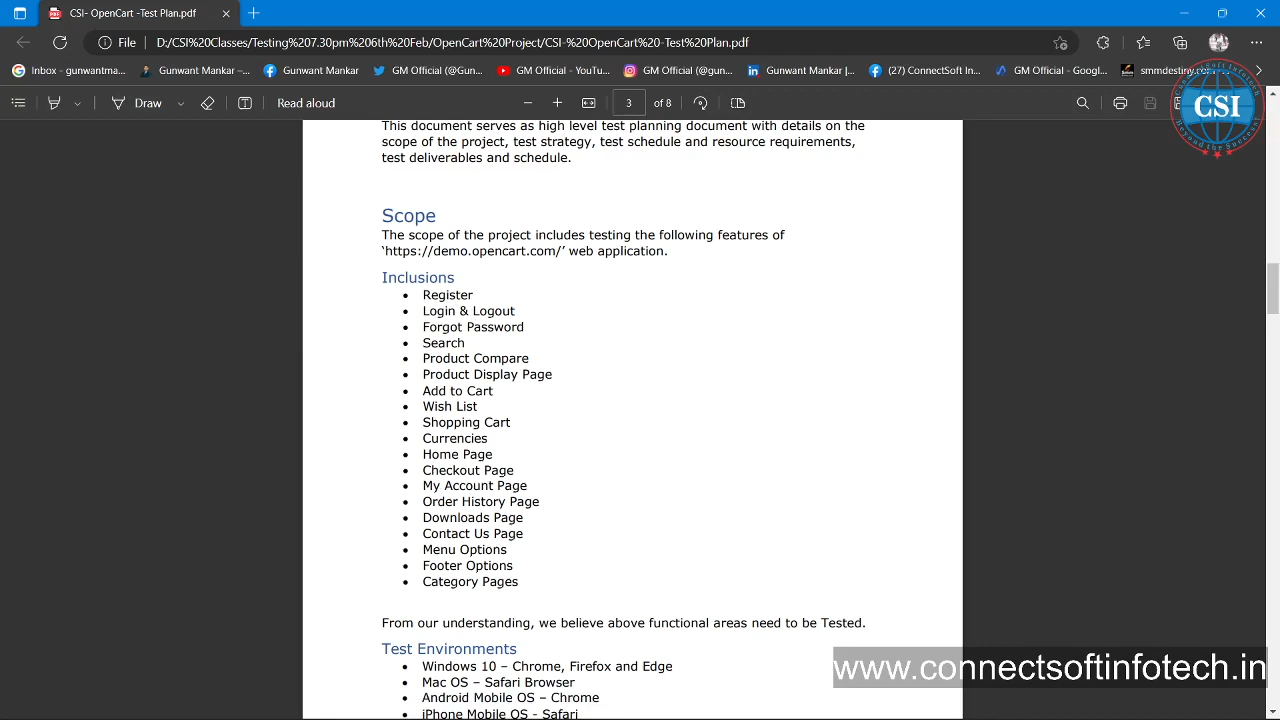 CSI- OpenCart -Test Plan.pdf
File
D:/CSI%20Classes/Testing%207.30pm%206th%20Feb/OpenCart%20Project/CSI-%20OpenCart%20-Test%20Plan.pdf
Inbox - gunwantma...
Gunwant Mankar –...
Gunwant Mankar
GM Official (@Gun...
GM Official - YouTu...
GM Official (@gun...
Gunwant Mankar |...
(27) ConnectSoft In...
GM Official - Googl...
smmdestiny.com
Draw
Read aloud
3
of 8
CSI
ConnectSoft Infotech
Beyond the Success!
This document serves as high level test planning document with details on the
scope of the project, test strategy, test schedule and resource requirements,
test deliverables and schedule.
Scope
The scope of the project includes testing the following features of
‘https://demo.opencart.com/’ web application.
Inclusions
• Register
• Login & Logout
• Forgot Password
• Search
• Product Compare
• Product Display Page
• Add to Cart
• Wish List
• Shopping Cart
• Currencies
• Home Page
• Checkout Page
• My Account Page
• Order History Page
• Downloads Page
• Contact Us Page
• Menu Options
• Footer Options
• Category Pages
From our understanding, we believe above functional areas need to be Tested.
Test Environments
• Windows 10 – Chrome, Firefox and Edge
• Mac OS – Safari Browser
• Android Mobile OS – Chrome
• iPhone Mobile OS - Safari
www.connectsoftinfotech.in